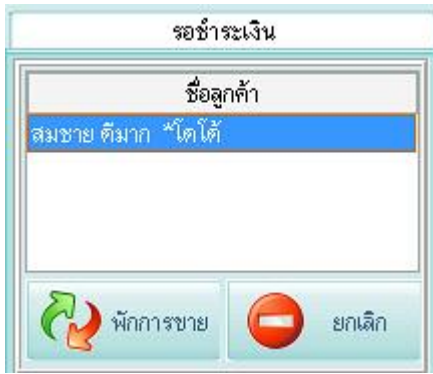 รอชำระเงิน
ชื่อลูกค้า
สมชาย ดีมาก *โตโต้
พักการขาย
ยกเลิก